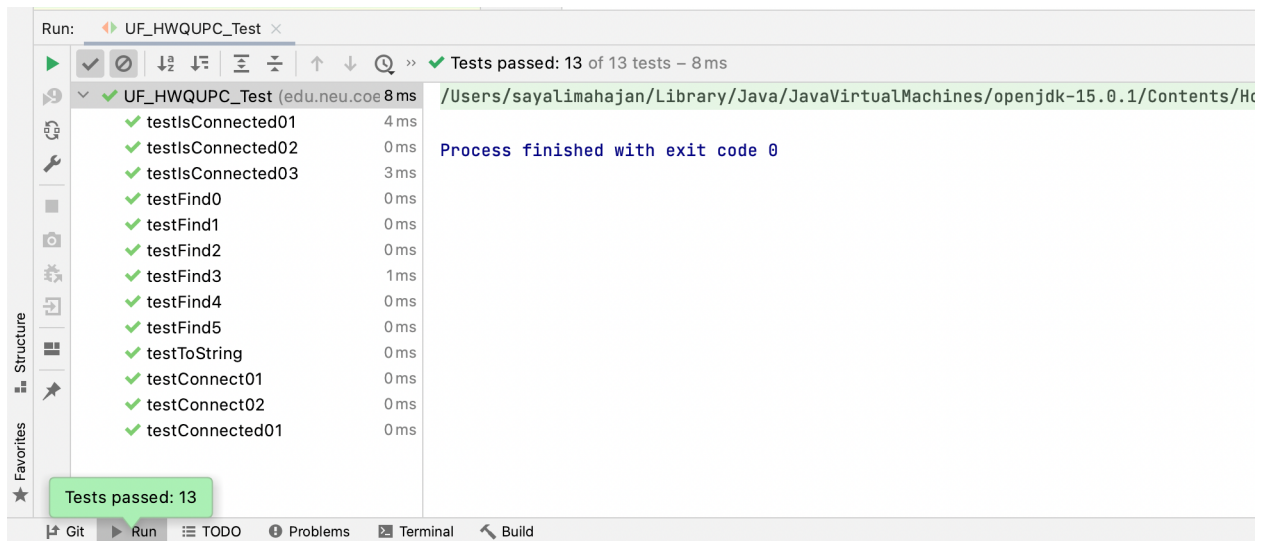 Run: UF_HWQUPC_Test
Tests passed: 13 of 13 tests – 8 ms
UF_HWQUPC_Test (edu.neu.coe 8 ms
/Users/sayalimahajan/Library/Java/JavaVirtualMachines/openjdk-15.0.1/Contents/Ho
testIsConnected01 4 ms
testIsConnected02 0 ms
Process finished with exit code 0
testIsConnected03 3 ms
testFind0 0 ms
testFind1 0 ms
testFind2 0 ms
testFind3 1 ms
testFind4 0 ms
testFind5 0 ms
testToString 0 ms
testConnect01 0 ms
testConnect02 0 ms
testConnected01 0 ms
Structure
Favorites
Tests passed: 13
Git Run TODO Problems Terminal Build